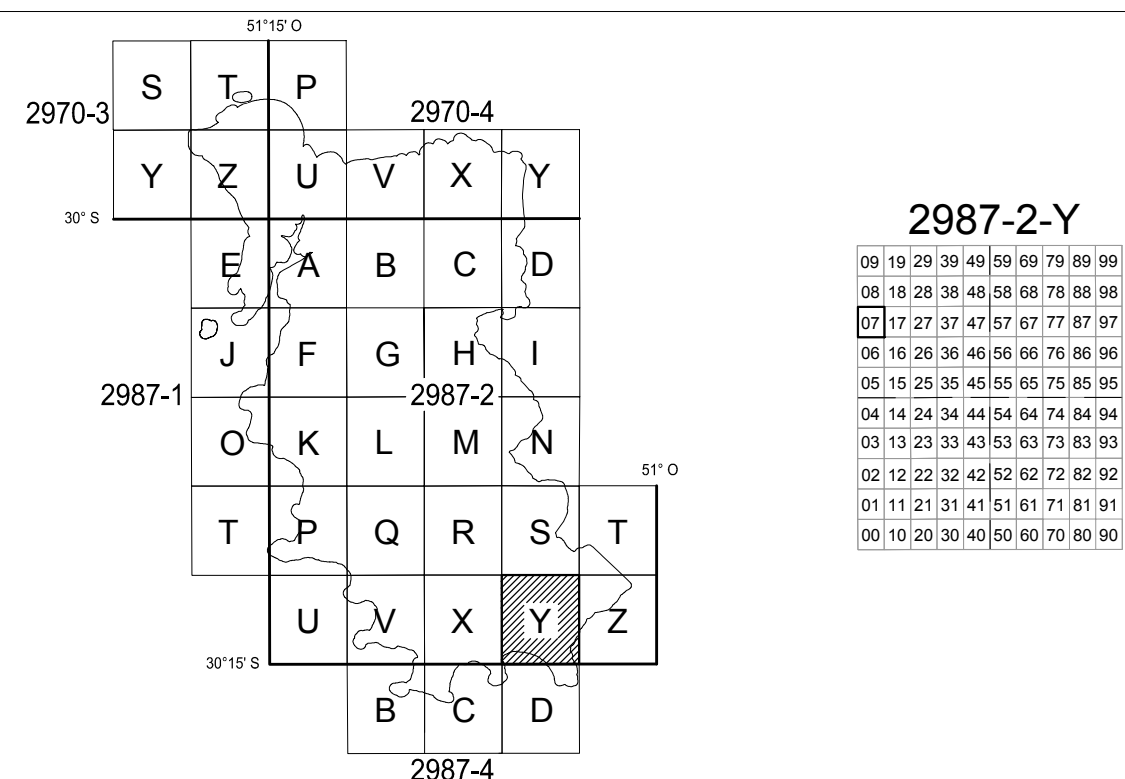 51°15' O
S T P
2970-3 2970-4
Y Z U V X Y
30° S
E A B C D
J F G H I
2987-1 2987-2
O K L M N
51° O
T P Q R S T
U V X Y Z
30°15' S
B C D
2987-4
2987-2-Y
09 19 29 39 49 59 69 79 89 99
08 18 28 38 48 58 68 78 88 98
07 17 27 37 47 57 67 77 87 97
06 16 26 36 46 56 66 76 86 96
05 15 25 35 45 55 65 75 85 95
04 14 24 34 44 54 64 74 84 94
03 13 23 33 43 53 63 73 83 93
02 12 22 32 42 52 62 72 82 92
01 11 21 31 41 51 61 71 81 91
00 10 20 30 40 50 60 70 80 90